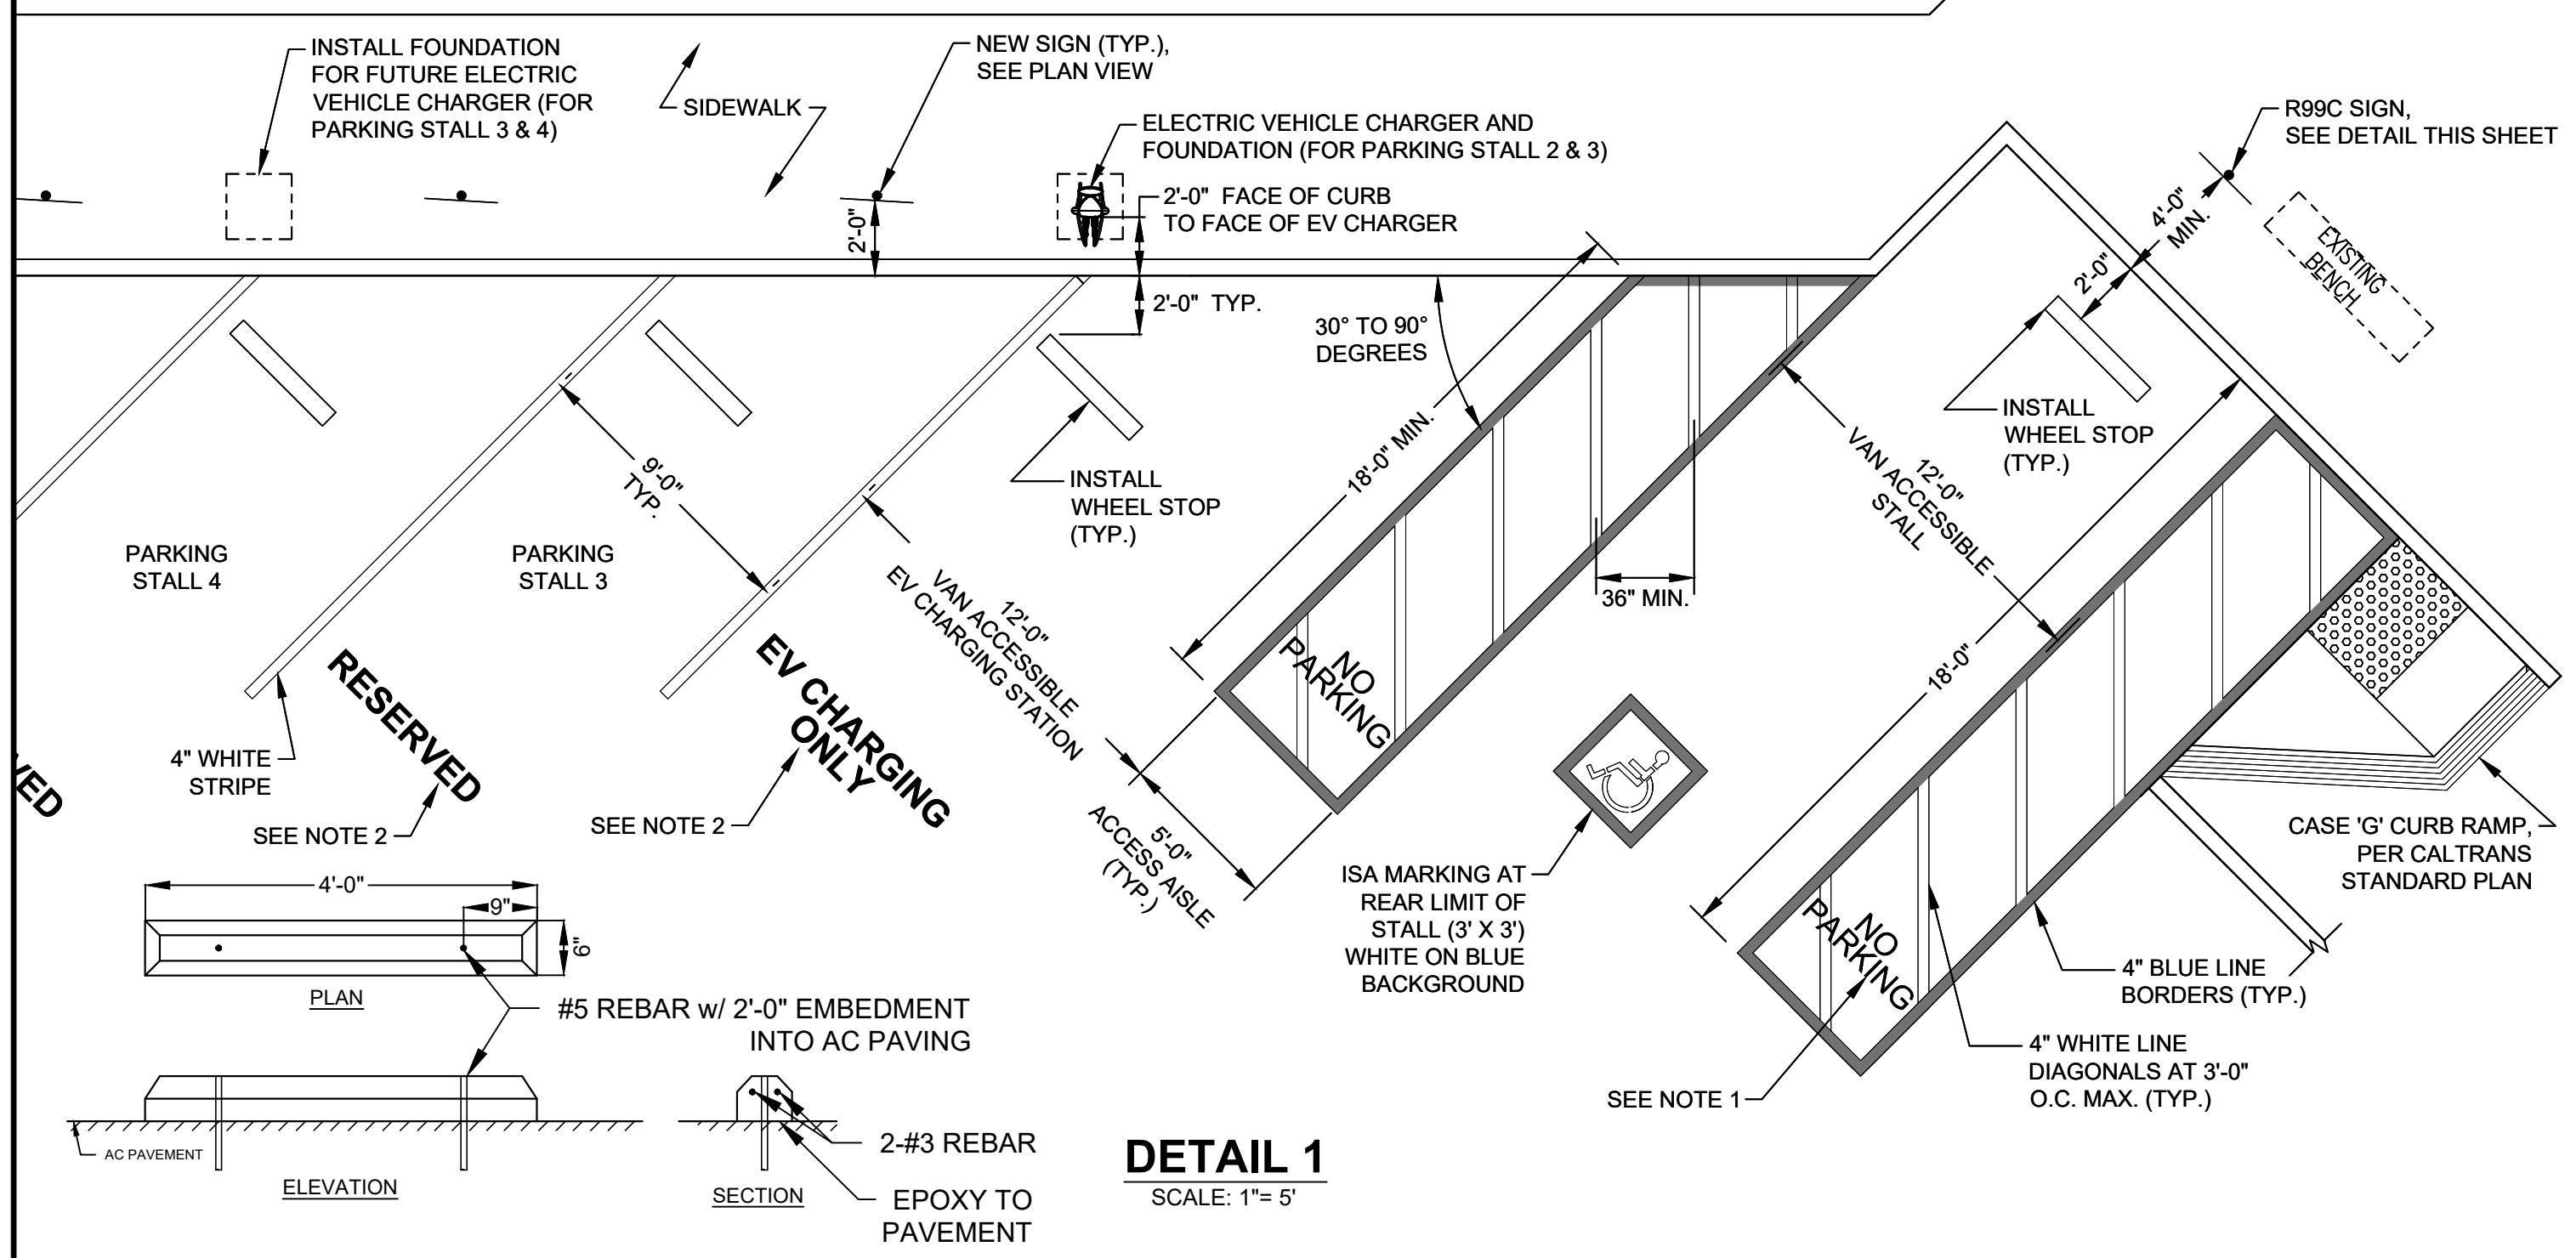 INSTALL FOUNDATION
FOR FUTURE ELECTRIC
VEHICLE CHARGER (FOR
PARKING STALL 3 & 4)
SIDEWALK
NEW SIGN (TYP.),
SEE PLAN VIEW
ELECTRIC VEHICLE CHARGER AND
FOUNDATION (FOR PARKING STALL 2 & 3)
2'-0" FACE OF CURB
TO FACE OF EV CHARGER
2'-0"
2'-0" TYP.
R99C SIGN,
SEE DETAIL THIS SHEET
4'-0"
MIN.
2'-0"
EXISTING
BENCH
30° TO 90°
DEGREES
18'-0" MIN.
INSTALL
WHEEL STOP
(TYP.)
9'-0"
TYP.
INSTALL
WHEEL STOP
(TYP.)
12'-0"
VAN ACCESSIBLE
STALL
PARKING
STALL 4
PARKING
STALL 3
36" MIN.
12'-0"
VAN ACCESSIBLE
EV CHARGING STATION
18'-0"
NO
PARKING
RESERVED
EV CHARGING
ONLY
VED
4" WHITE
STRIPE
SEE NOTE 2
SEE NOTE 2
5'-0"
ACCESS AISLE
(TYP.)
ISA MARKING AT
REAR LIMIT OF
STALL (3' X 3')
WHITE ON BLUE
BACKGROUND
CASE 'G' CURB RAMP,
PER CALTRANS
STANDARD PLAN
NO
PARKING
4" BLUE LINE
BORDERS (TYP.)
4" WHITE LINE
DIAGONALS AT 3'-0"
O.C. MAX. (TYP.)
SEE NOTE 1
4'-0"
9"
6"
PLAN
#5 REBAR w/ 2'-0" EMBEDMENT
INTO AC PAVING
AC PAVEMENT
ELEVATION
2-#3 REBAR
SECTION
EPOXY TO
PAVEMENT
DETAIL 1
SCALE: 1"= 5'